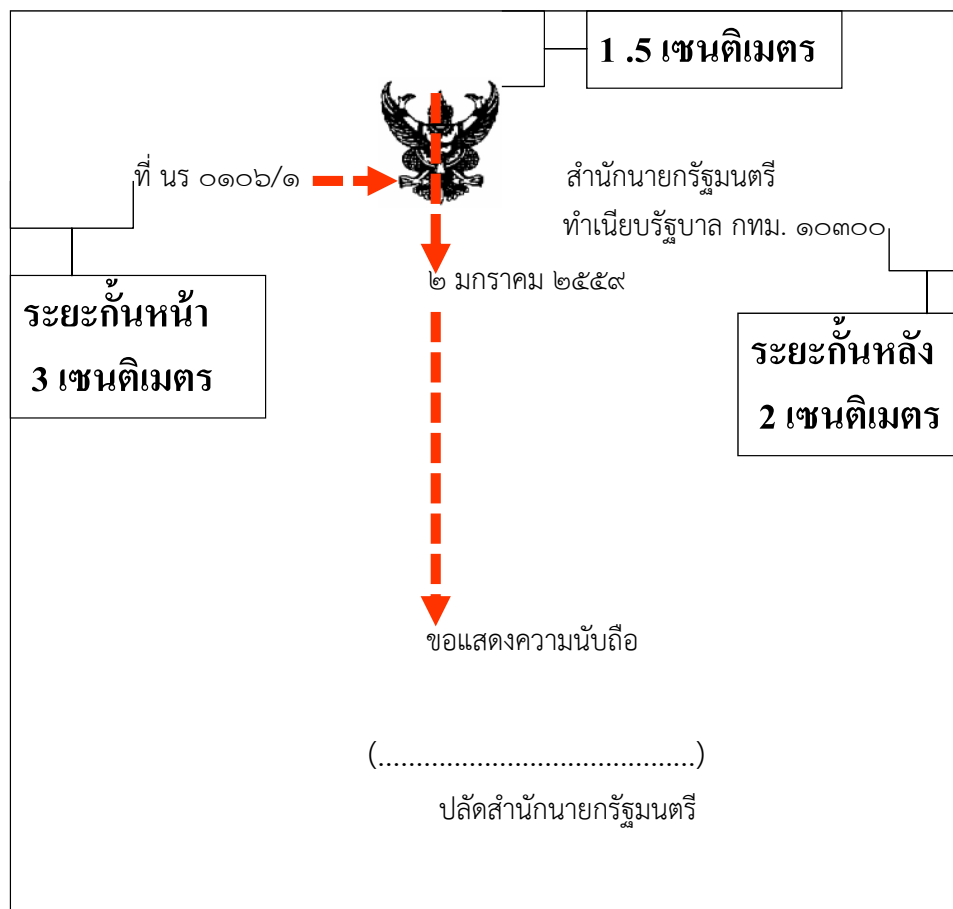 1 .5 เซนติเมตร
ที่ นร ๐๑๐๖/๑
สำนักนายกรัฐมนตรี
ทำเนียบรัฐบาล กทม. ๑๐๓๐๐
๒ มกราคม ๒๕๕๙
ระยะกั้นหน้า
3 เซนติเมตร
ระยะกั้นหลัง
2 เซนติเมตร
ขอแสดงความนับถือ
(..........................................)
ปลัดสำนักนายกรัฐมนตรี